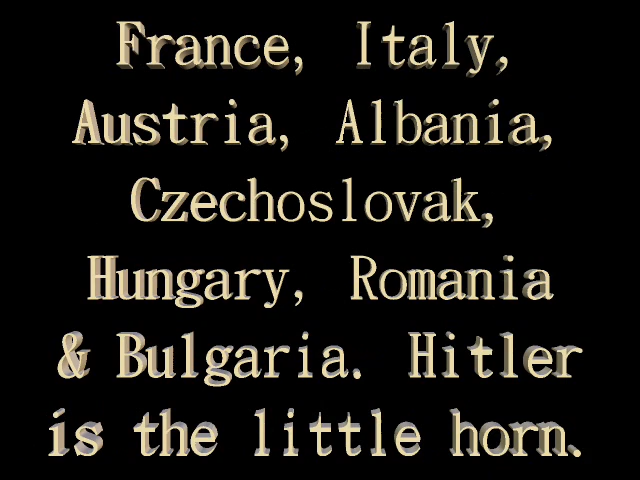 France, Italy,
Austria, Albania,
Czechoslovak,
Hungary, Romania
& Bulgaria. Hitler
is the little horn.